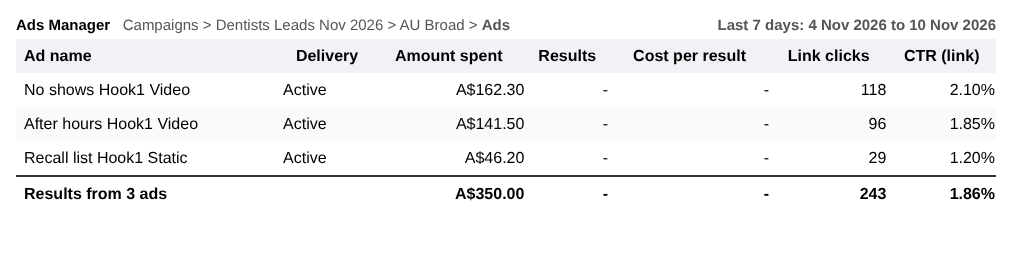 Ads Manager Campaigns > Dentists Leads Nov 2026 > AU Broad > Ads Last 7 days: 4 Nov 2026 to 10 Nov 2026
Ad name Delivery Amount spent Results Cost per result Link clicks CTR (link)
No shows Hook1 Video Active A$162.30 - - 118 2.10%
After hours Hook1 Video Active A$141.50 - - 96 1.85%
Recall list Hook1 Static Active A$46.20 - - 29 1.20%
Results from 3 ads A$350.00 - - 243 1.86%